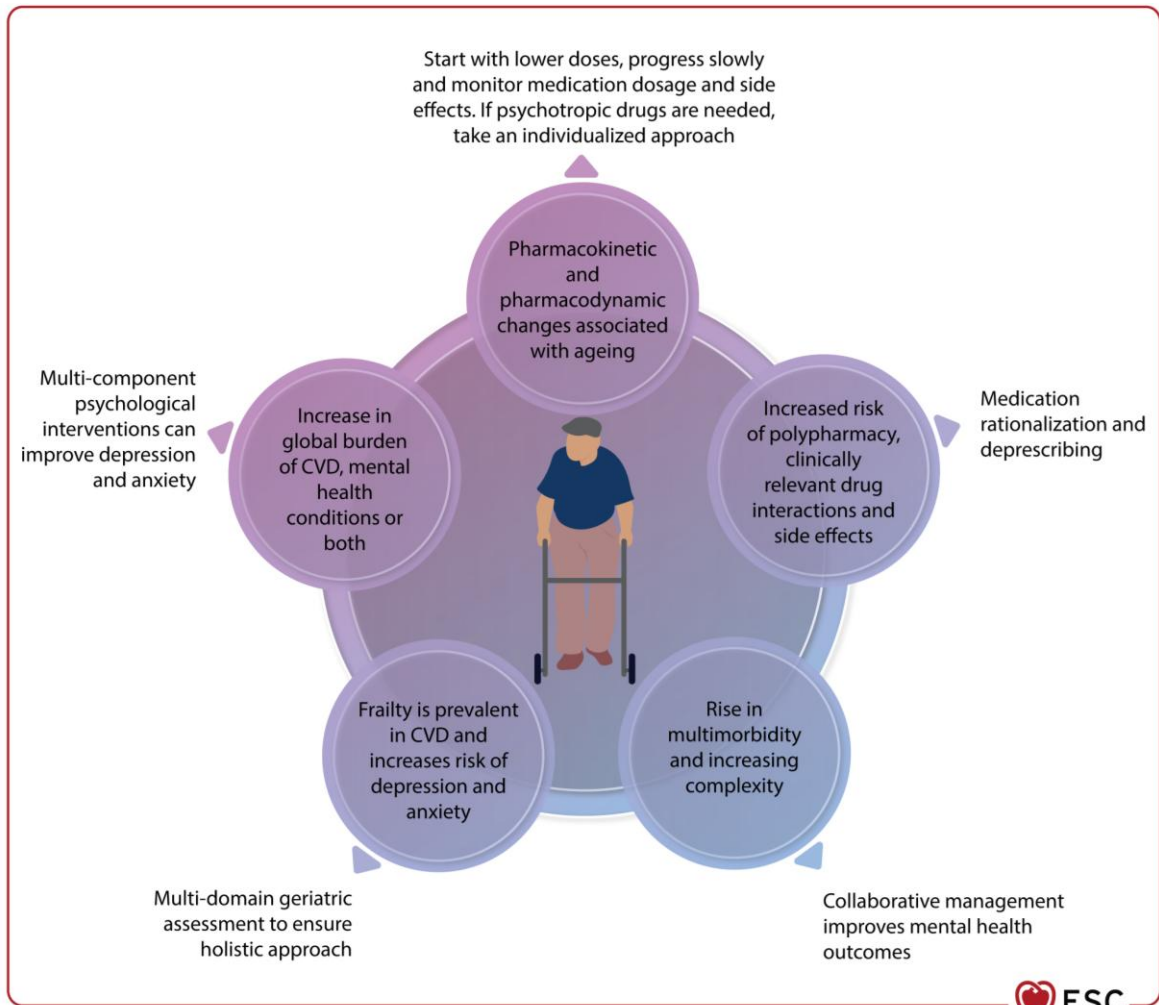 Start with lower doses, progress slowly
and monitor medication dosage and side
effects. If psychotropic drugs are needed,
take an individualized approach
Pharmacokinetic
and
pharmacodynamic
changes associated
with ageing
Multi-component
psychological
interventions can
improve depression
and anxiety
Increase in
global burden
of CVD, mental
health
conditions or
both
Increased risk
of polypharmacy,
clinically
relevant drug
interactions and
side effects
Medication
rationalization and
deprescribing
Frailty is prevalent
in CVD and
increases risk of
depression and
anxiety
Rise in
multimorbidity
and increasing
complexity
Multi-domain geriatric
assessment to ensure
holistic approach
Collaborative management
improves mental health
outcomes
ESC